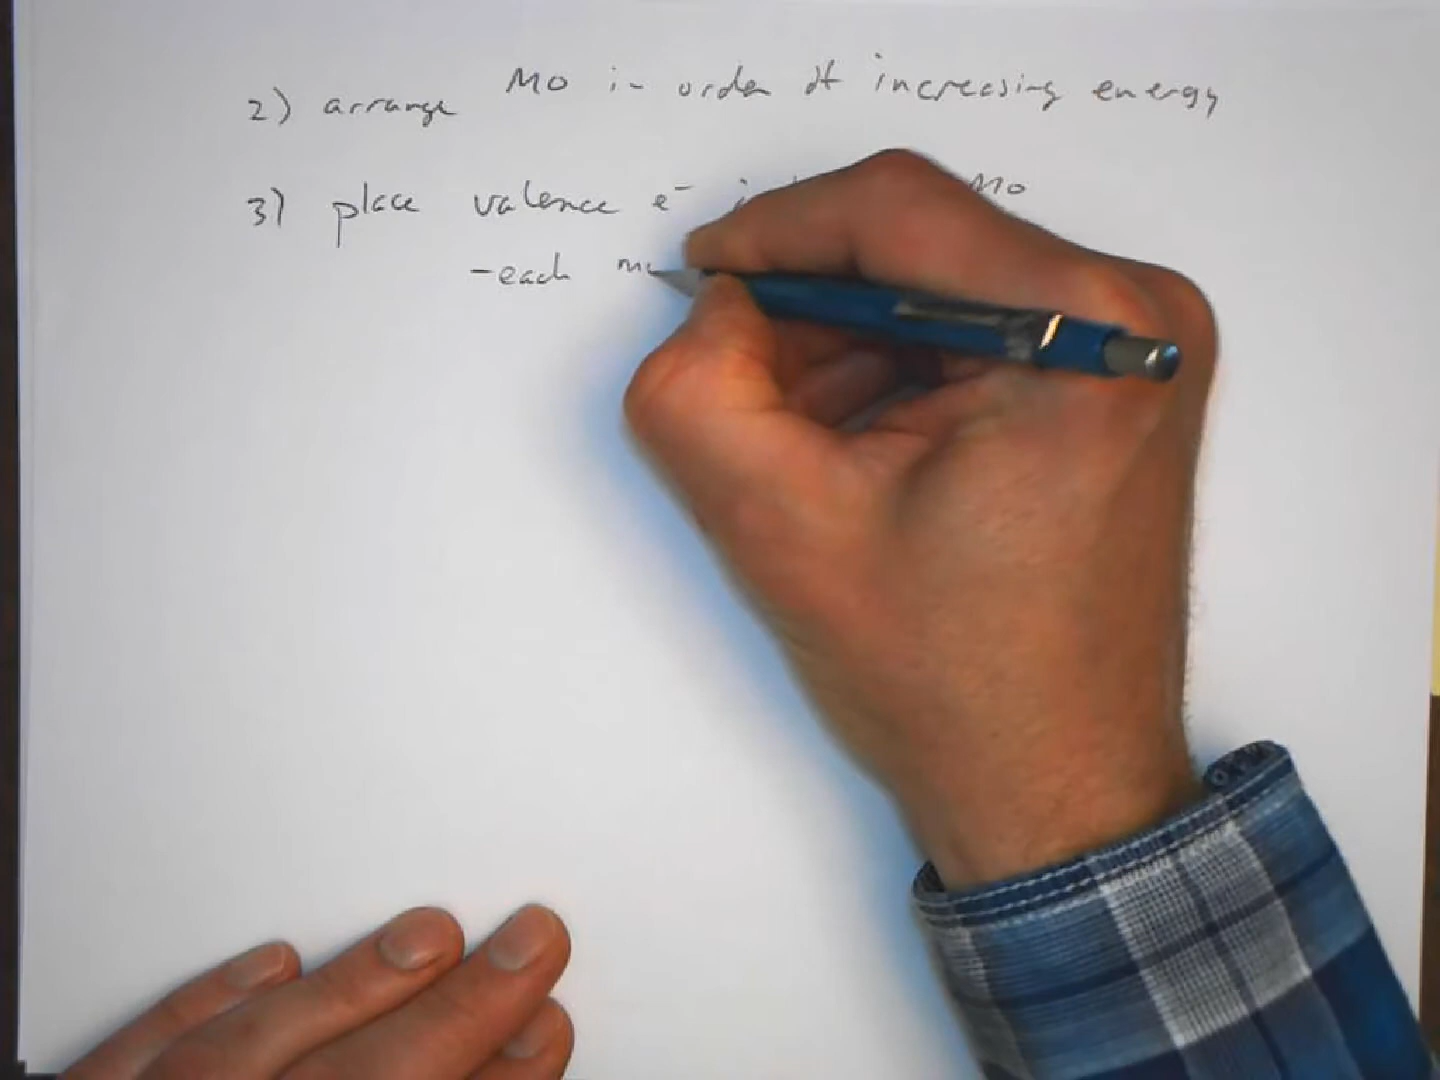 2) arrange MO in order of increasing energy
3) place valence e⁻ MO
-each